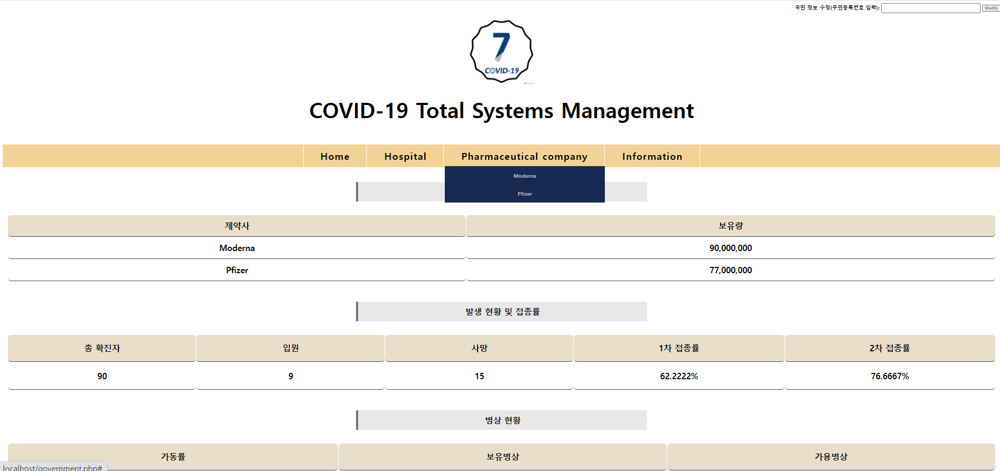 국민 정보 수정(주민등록번호 입력): Modify
7
COVID-19
COVID-19 Total Systems Management
Home Hospital Pharmaceutical company Information
Moderna
Pfizer
제약사 보유량
Moderna 90,000,000
Pfizer 77,000,000
발생 현황 및 접종률
총 확진자 입원 사망 1차 접종률 2차 접종률
90 9 15 62.2222% 76.6667%
병상 현황
가동률 보유병상 가용병상
localhost/government.php#